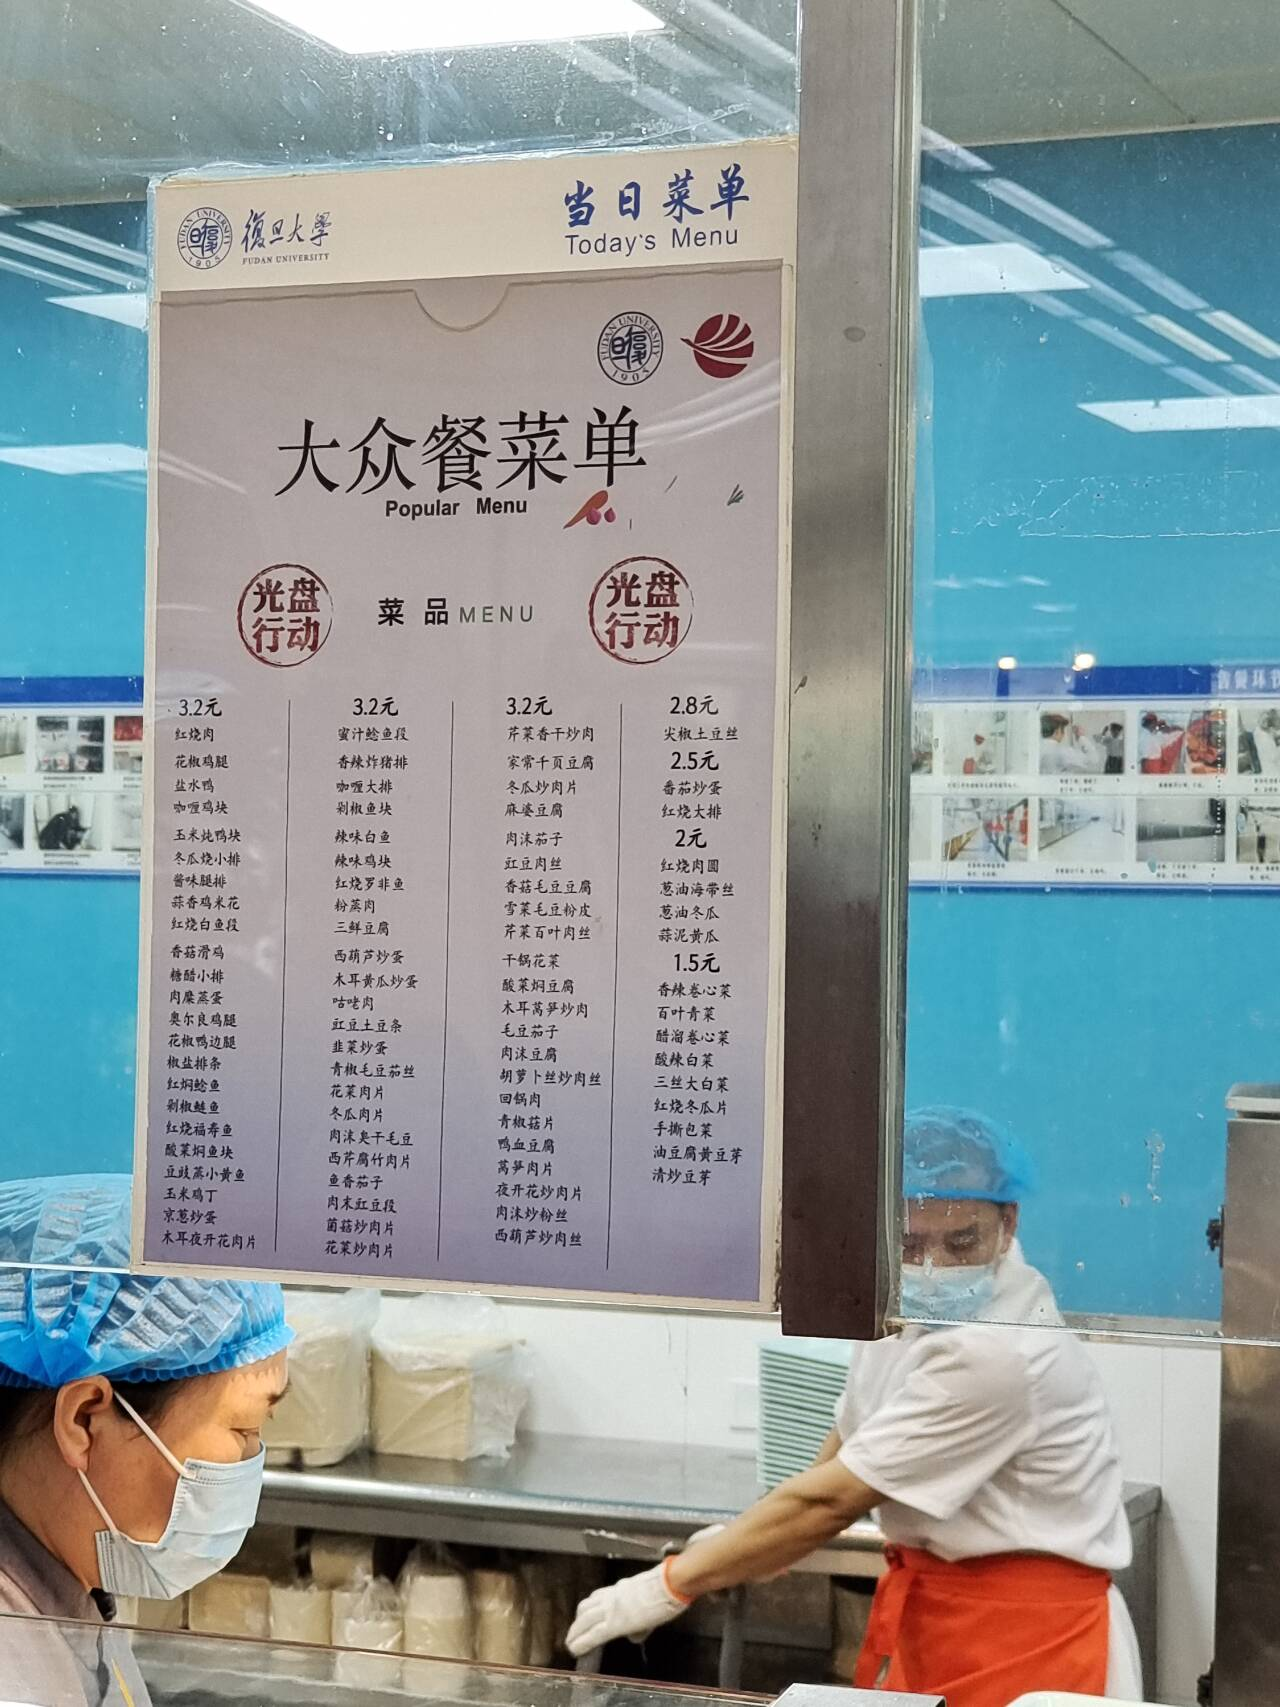 復旦大學
FUDAN UNIVERSITY
FUDAN UNIVERSITY
1905
当日菜单
Today's Menu
FUDAN UNIVERSITY
1905
大众餐菜单
Popular Menu
光盘
行动
菜 品 MENU
光盘
行动
3.2元
红烧肉
花椒鸡腿
盐水鸭
咖喱鸡块
玉米炖鸭块
冬瓜烧小排
酱味腿排
蒜香鸡米花
红烧白鱼段
香菇滑鸡
糖醋小排
肉糜蒸蛋
奥尔良鸡腿
花椒鸭边腿
椒盐排条
红焖鲶鱼
剁椒鲢鱼
红烧福寿鱼
酸菜焖鱼块
豆豉蒸小黄鱼
玉米鸡丁
京葱炒蛋
木耳夜开花肉片
3.2元
蜜汁鲶鱼段
香辣炸猪排
咖喱大排
剁椒鱼块
辣味白鱼
辣味鸡块
红烧罗非鱼
粉蒸肉
三鲜豆腐
西葫芦炒蛋
木耳黄瓜炒蛋
咕咾肉
豇豆土豆条
韭菜炒蛋
青椒毛豆茄丝
花菜肉片
冬瓜肉片
肉沫臭干毛豆
西芹腐竹肉片
鱼香茄子
肉末豇豆段
菌菇炒肉片
花菜炒肉片
3.2元
芹菜香干炒肉
家常千页豆腐
冬瓜炒肉片
麻婆豆腐
肉沫茄子
豇豆肉丝
香菇毛豆豆腐
雪菜毛豆粉皮
芹菜百叶肉丝
干锅花菜
酸菜焖豆腐
木耳莴笋炒肉
毛豆茄子
肉沫豆腐
胡萝卜丝炒肉丝
回锅肉
青椒菇片
鸭血豆腐
莴笋肉片
夜开花炒肉片
肉沫炒粉丝
西葫芦炒肉丝
2.8元
尖椒土豆丝
2.5元
番茄炒蛋
红烧大排
2元
红烧肉圆
葱油海带丝
葱油冬瓜
蒜泥黄瓜
1.5元
香辣卷心菜
百叶青菜
醋溜卷心菜
酸辣白菜
三丝大白菜
红烧冬瓜片
手撕包菜
油豆腐黄豆芽
清炒豆芽